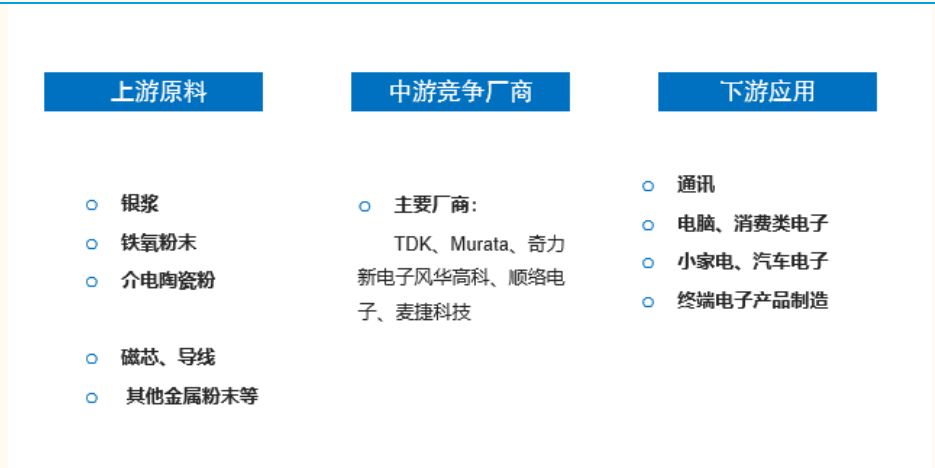 上游原料
银浆
铁氧粉末
介电陶瓷粉
磁芯、导线
其他金属粉末等
中游竞争厂商
主要厂商：
TDK、Murata、奇力
新电子风华高科、顺络电
子、麦捷科技
下游应用
通讯
电脑、消费类电子
小家电、汽车电子
终端电子产品制造